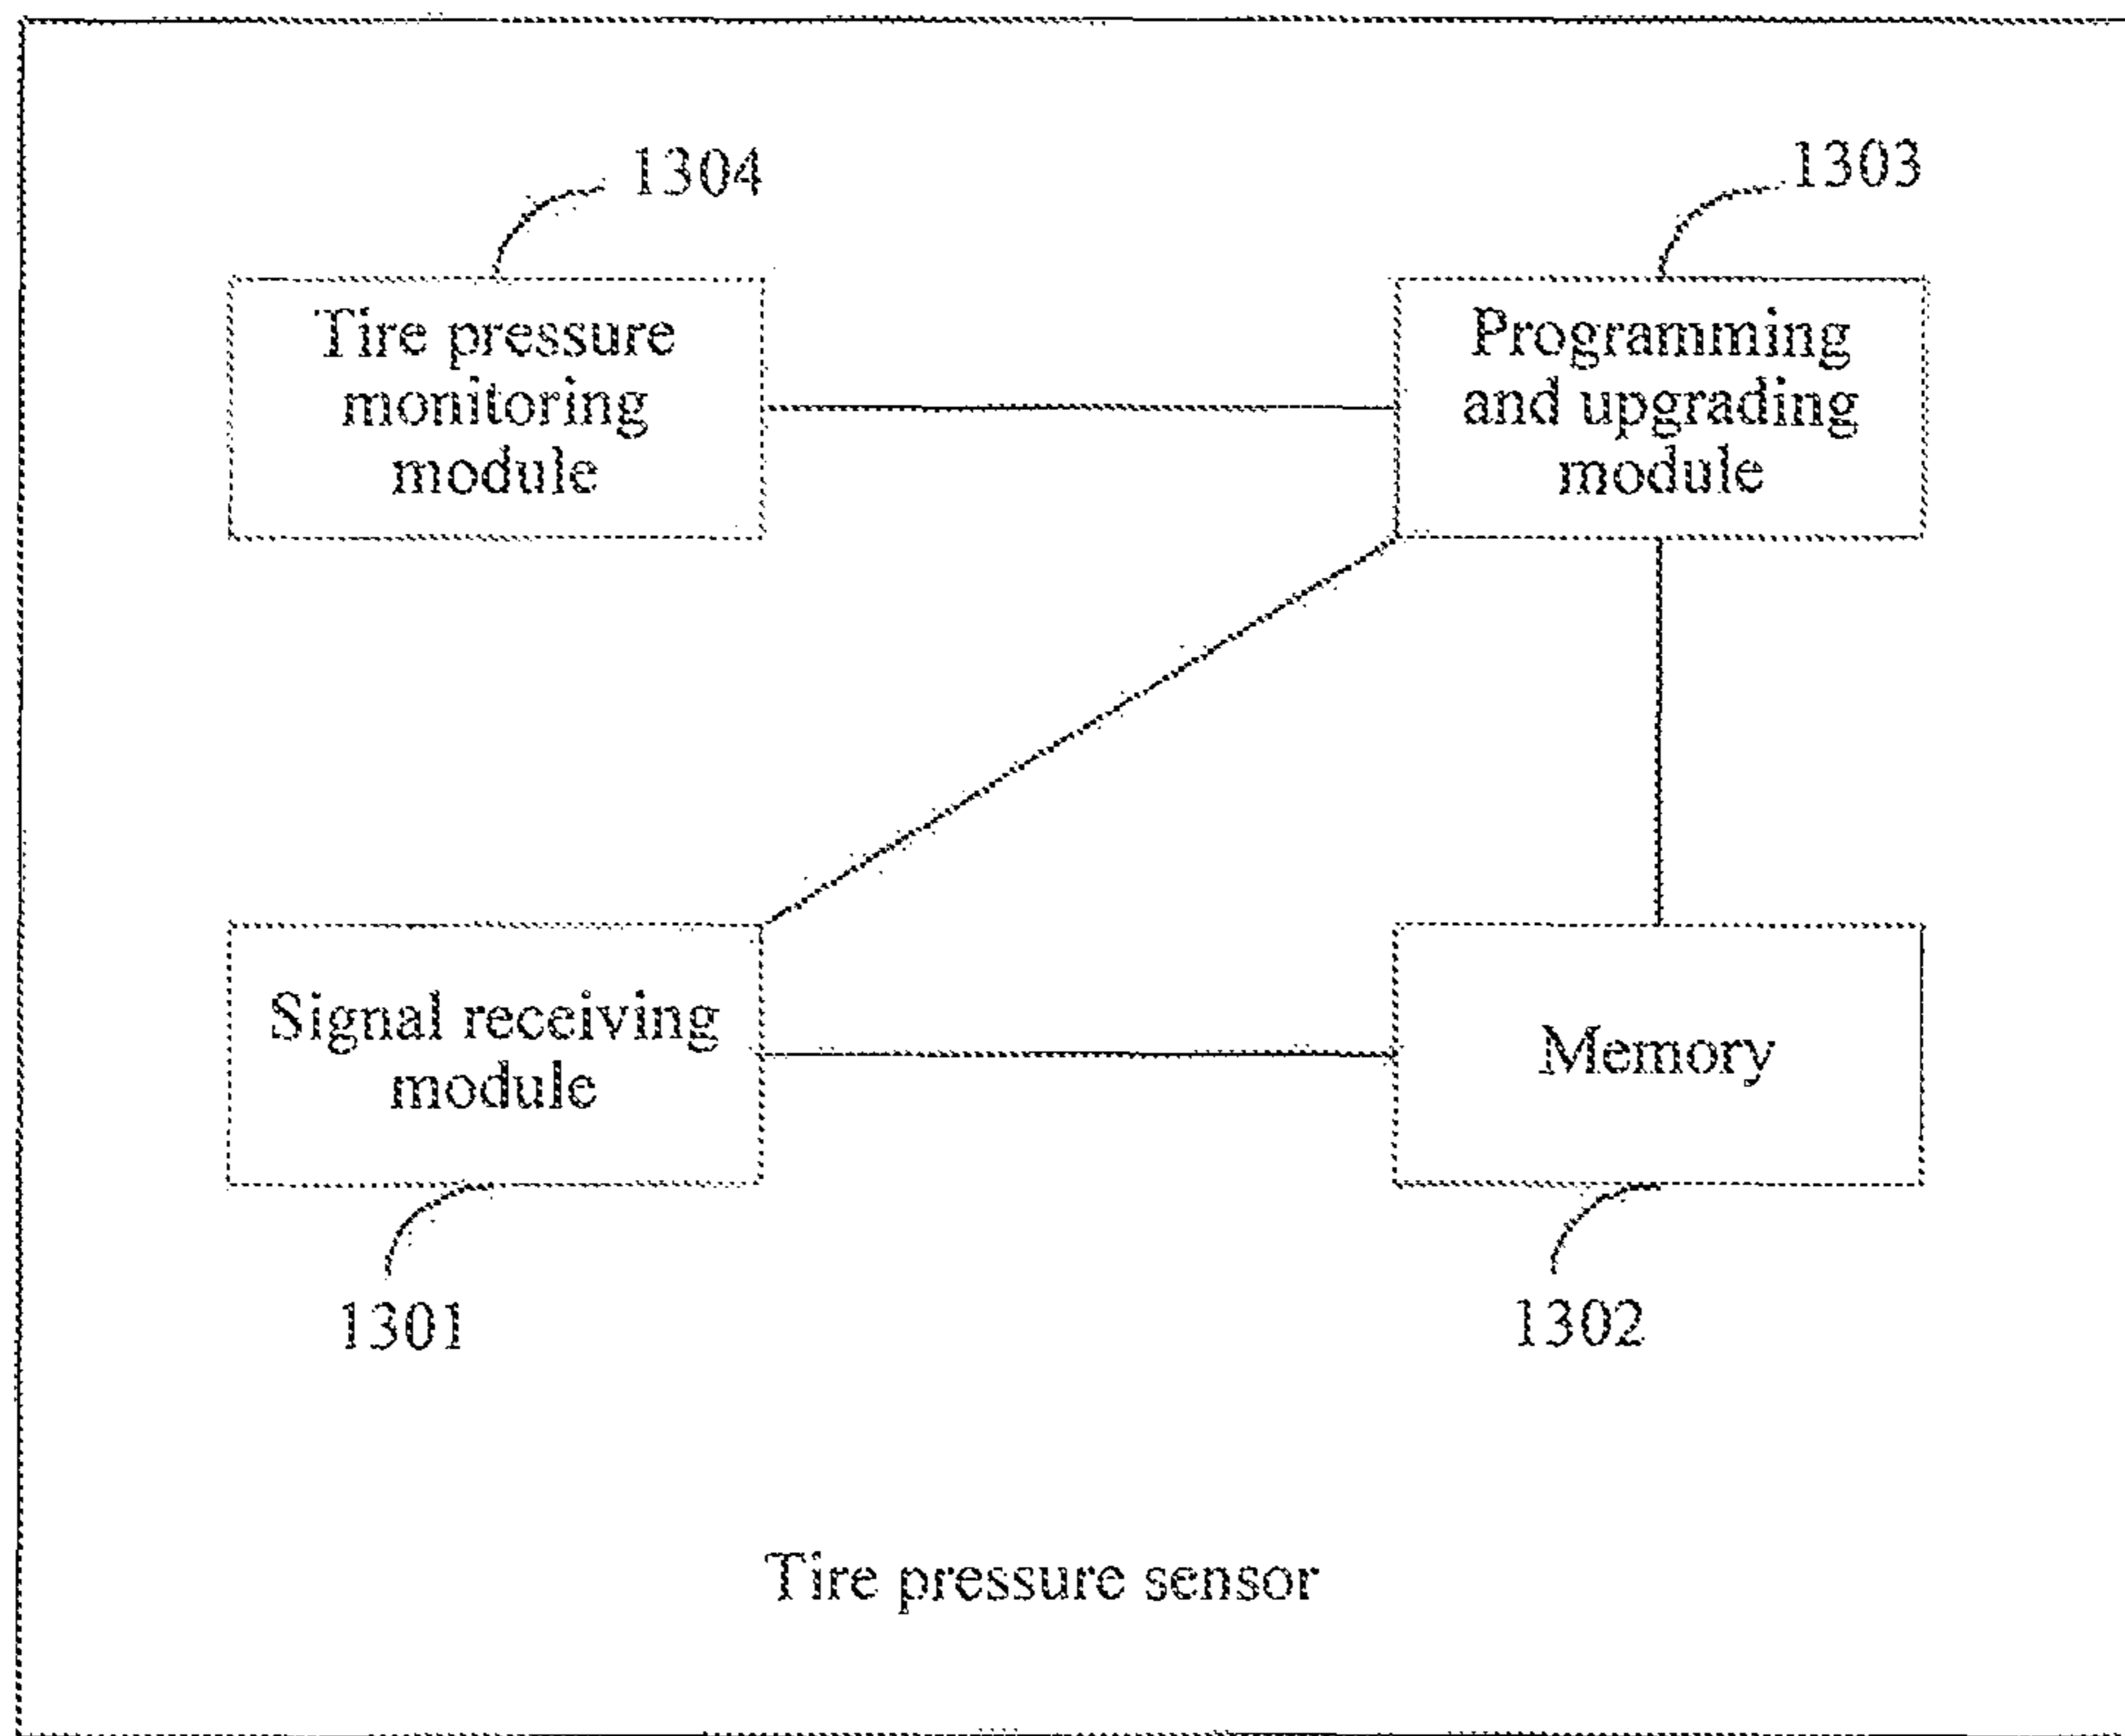 1304
1303
Tire pressure
monitoring
module
Programming
and upgrading
module
Signal receiving
module
Memory
1301
1302
Tire pressure sensor